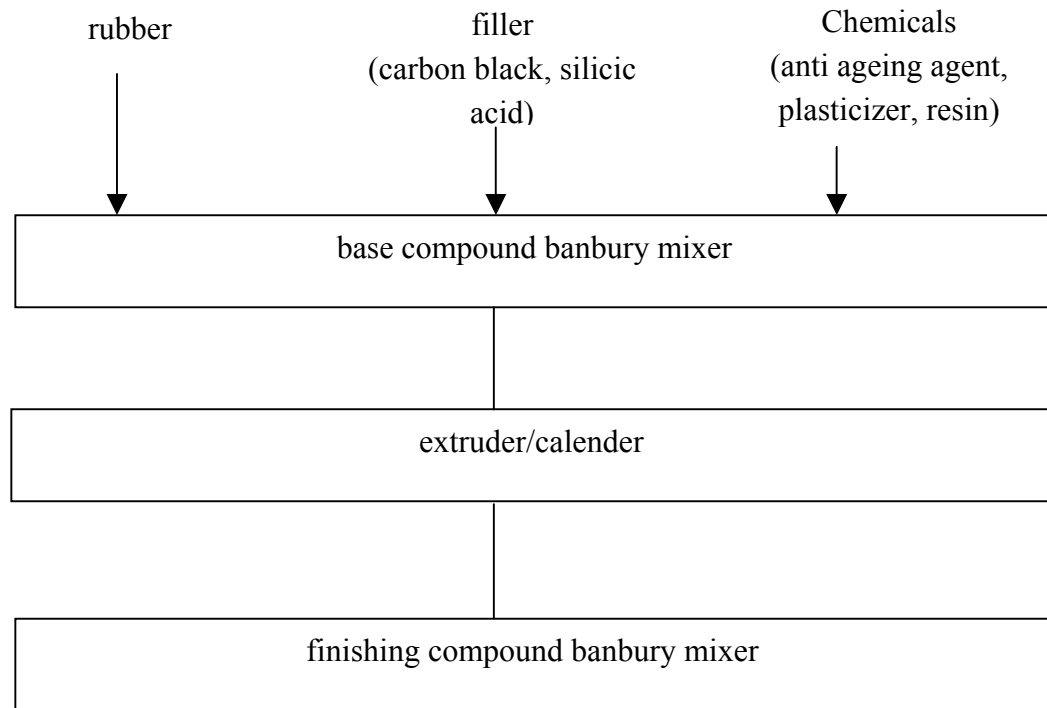 rubber
filler
(carbon black, silicic
acid)
Chemicals
(anti ageing agent,
plasticizer, resin)
base compound banbury mixer
extruder/calender
finishing compound banbury mixer